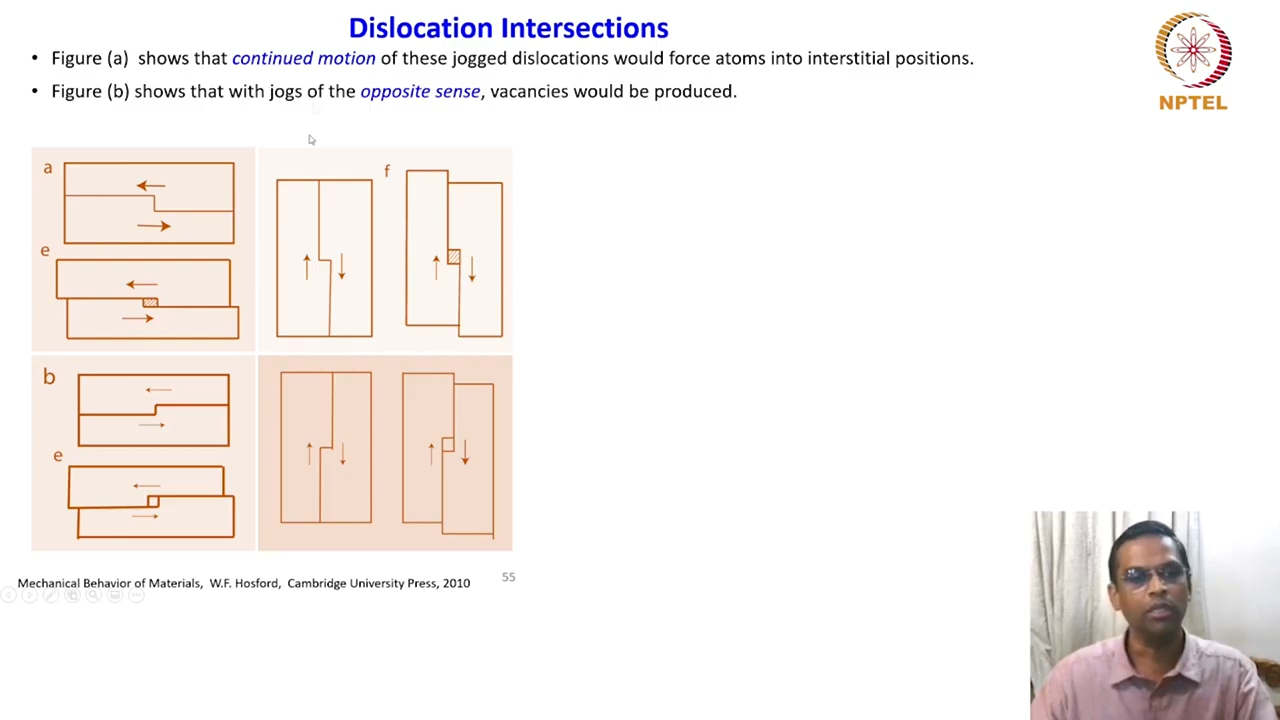 Dislocation Intersections
• Figure (a) shows that continued motion of these jogged dislocations would force atoms into interstitial positions.
• Figure (b) shows that with jogs of the opposite sense, vacancies would be produced.
NPTEL
a
f
e
b
e
Mechanical Behavior of Materials, W.F. Hosford, Cambridge University Press, 2010
55